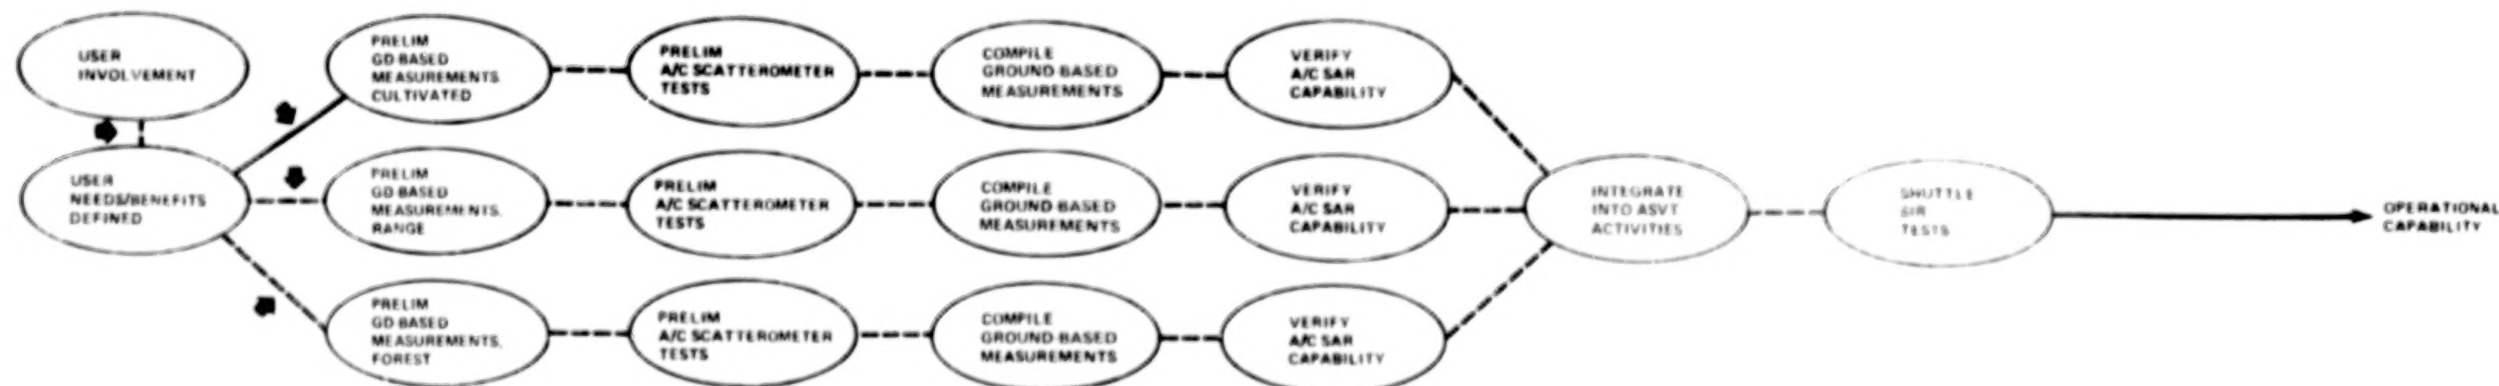 USER
INVOLVEMENT
PRELIM
GD BASED
MEASUREMENTS
CULTIVATED
PRELIM
A/C SCATTEROMETER
TESTS
COMPILE
GROUND BASED
MEASUREMENTS
VERIFY
A/C SAR
CAPABILITY
USER
NEEDS/BENEFITS
DEFINED
PRELIM
GD BASED
MEASUREMENTS,
RANGE
PRELIM
A/C SCATTEROMETER
TESTS
COMPILE
GROUND BASED
MEASUREMENTS
VERIFY
A/C SAR
CAPABILITY
INTEGRATE
INTO ASVT
ACTIVITIES
SHUTTLE
SIR
TESTS
OPERATIONAL
CAPABILITY
PRELIM
GD BASED
MEASUREMENTS,
FOREST
PRELIM
A/C SCATTEROMETER
TESTS
COMPILE
GROUND BASED
MEASUREMENTS
VERIFY
A/C SAR
CAPABILITY